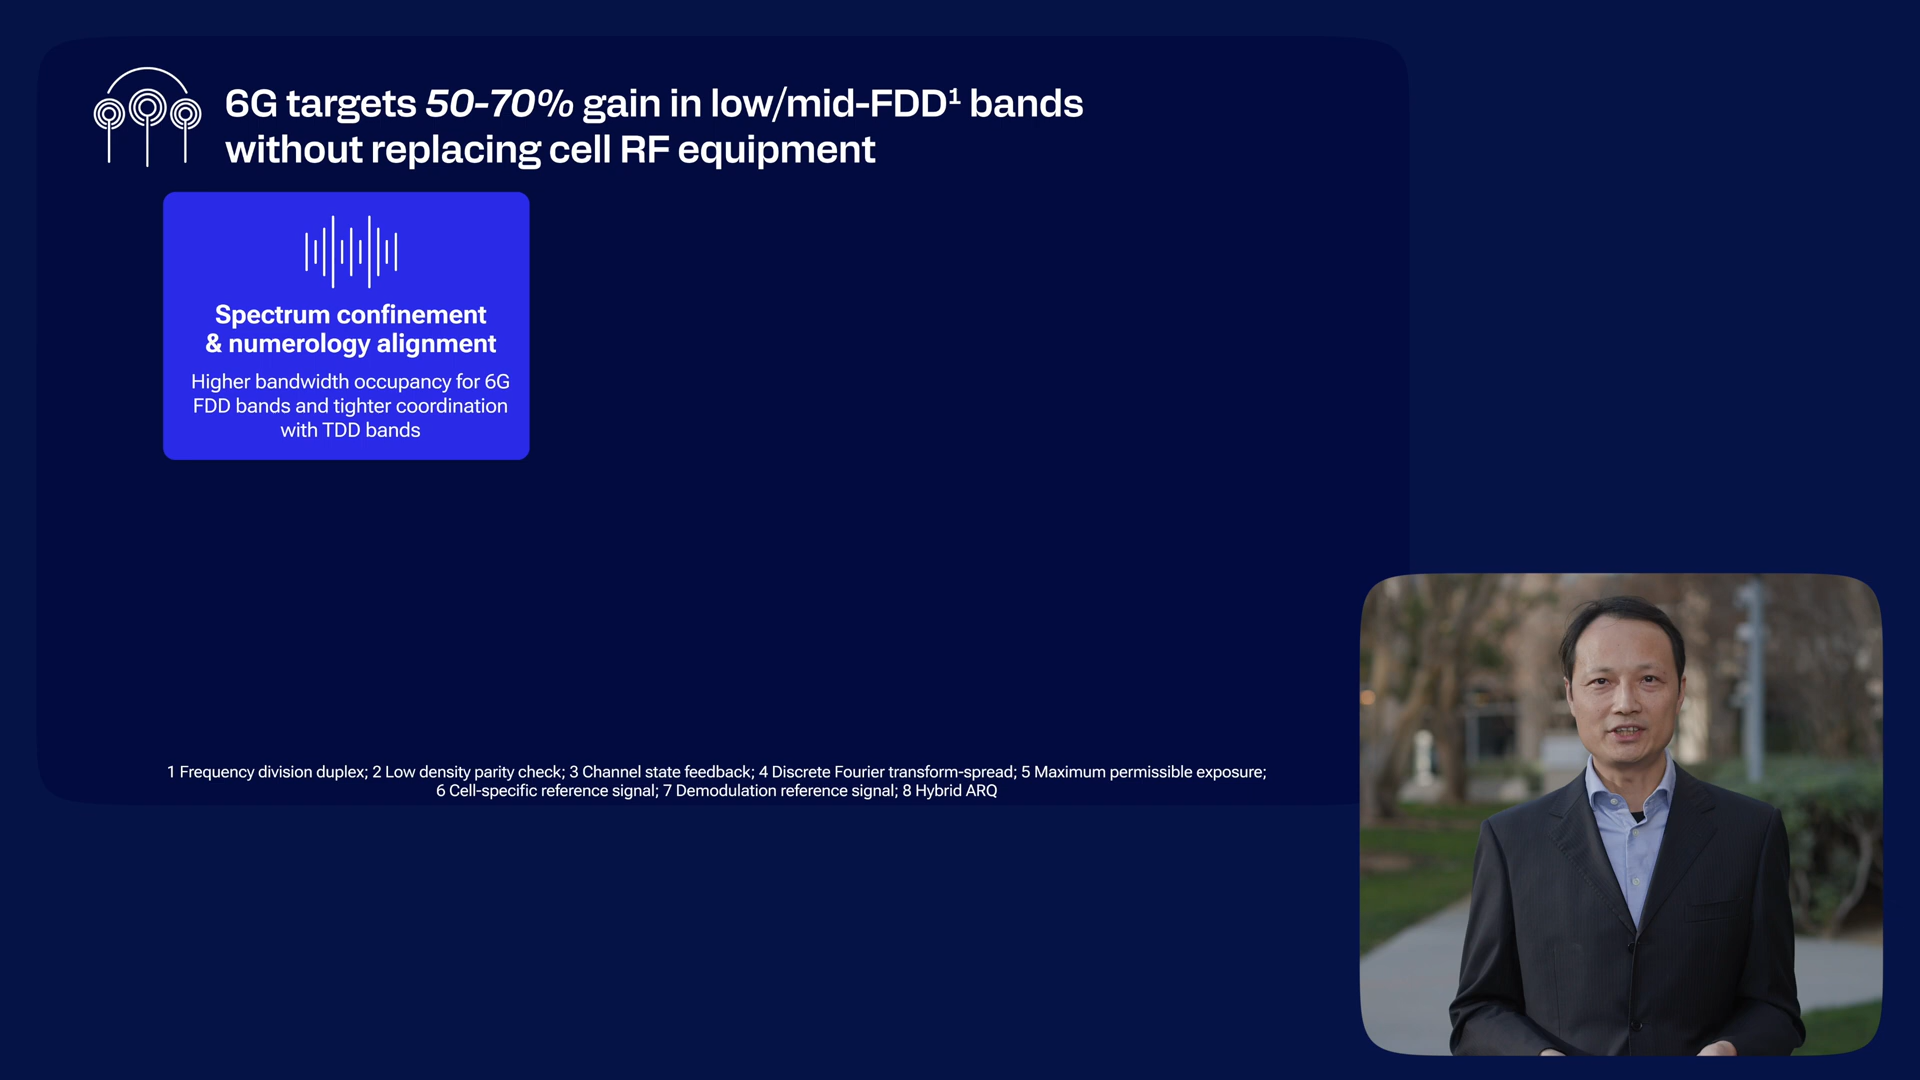 6G targets 50-70% gain in low/mid-FDD¹ bands
without replacing cell RF equipment
Spectrum confinement
& numerology alignment
Higher bandwidth occupancy for 6G
FDD bands and tighter coordination
with TDD bands
1 Frequency division duplex; 2 Low density parity check; 3 Channel state feedback; 4 Discrete Fourier transform-spread; 5 Maximum permissible exposure;
6 Cell-specific reference signal; 7 Demodulation reference signal; 8 Hybrid ARQ